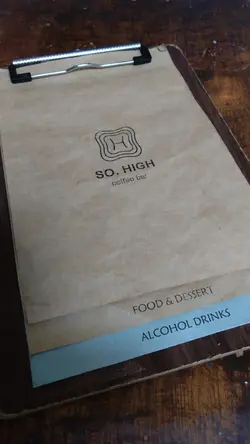 H
SO. HIGH
coffee bar
FOOD & DESSERT
ALCOHOL DRINKS